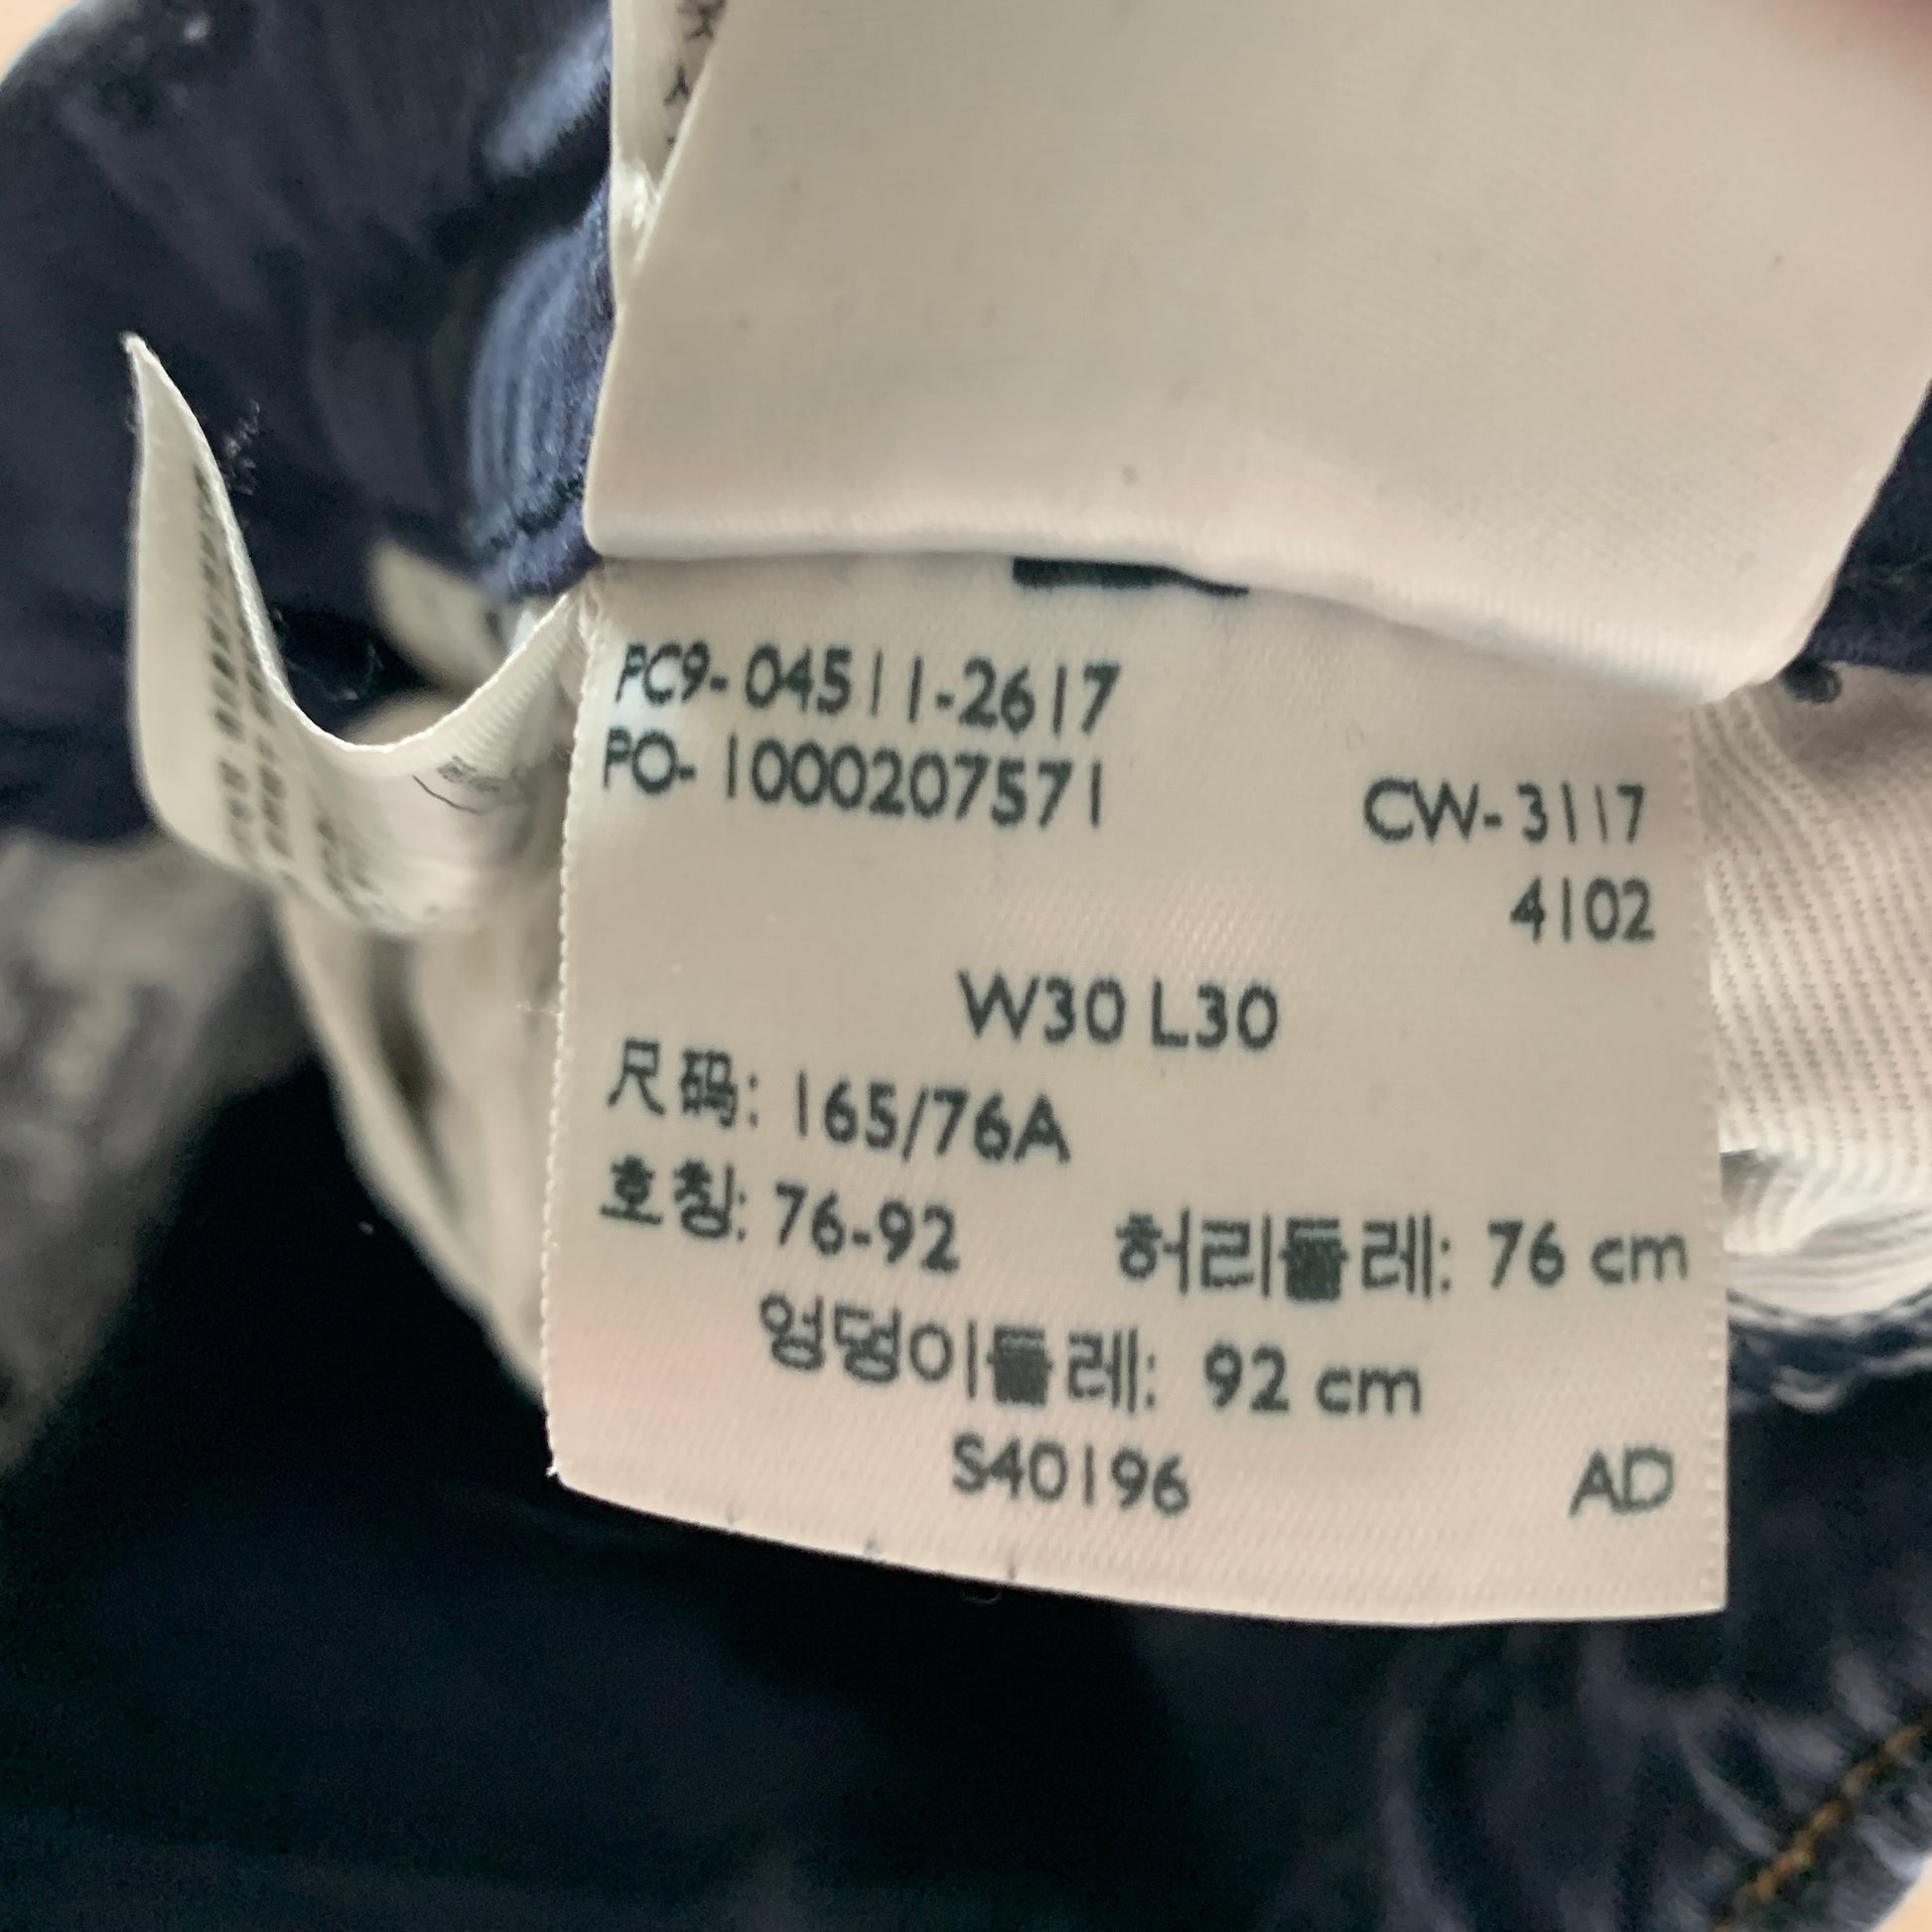 PC9-04511-2617
PO-1000207571
CW-3117
4102
W30 L30
尺码: 165/76A
호칭: 76-92 허리둘레: 76 cm
엉덩이둘레: 92 cm
S40196 AD